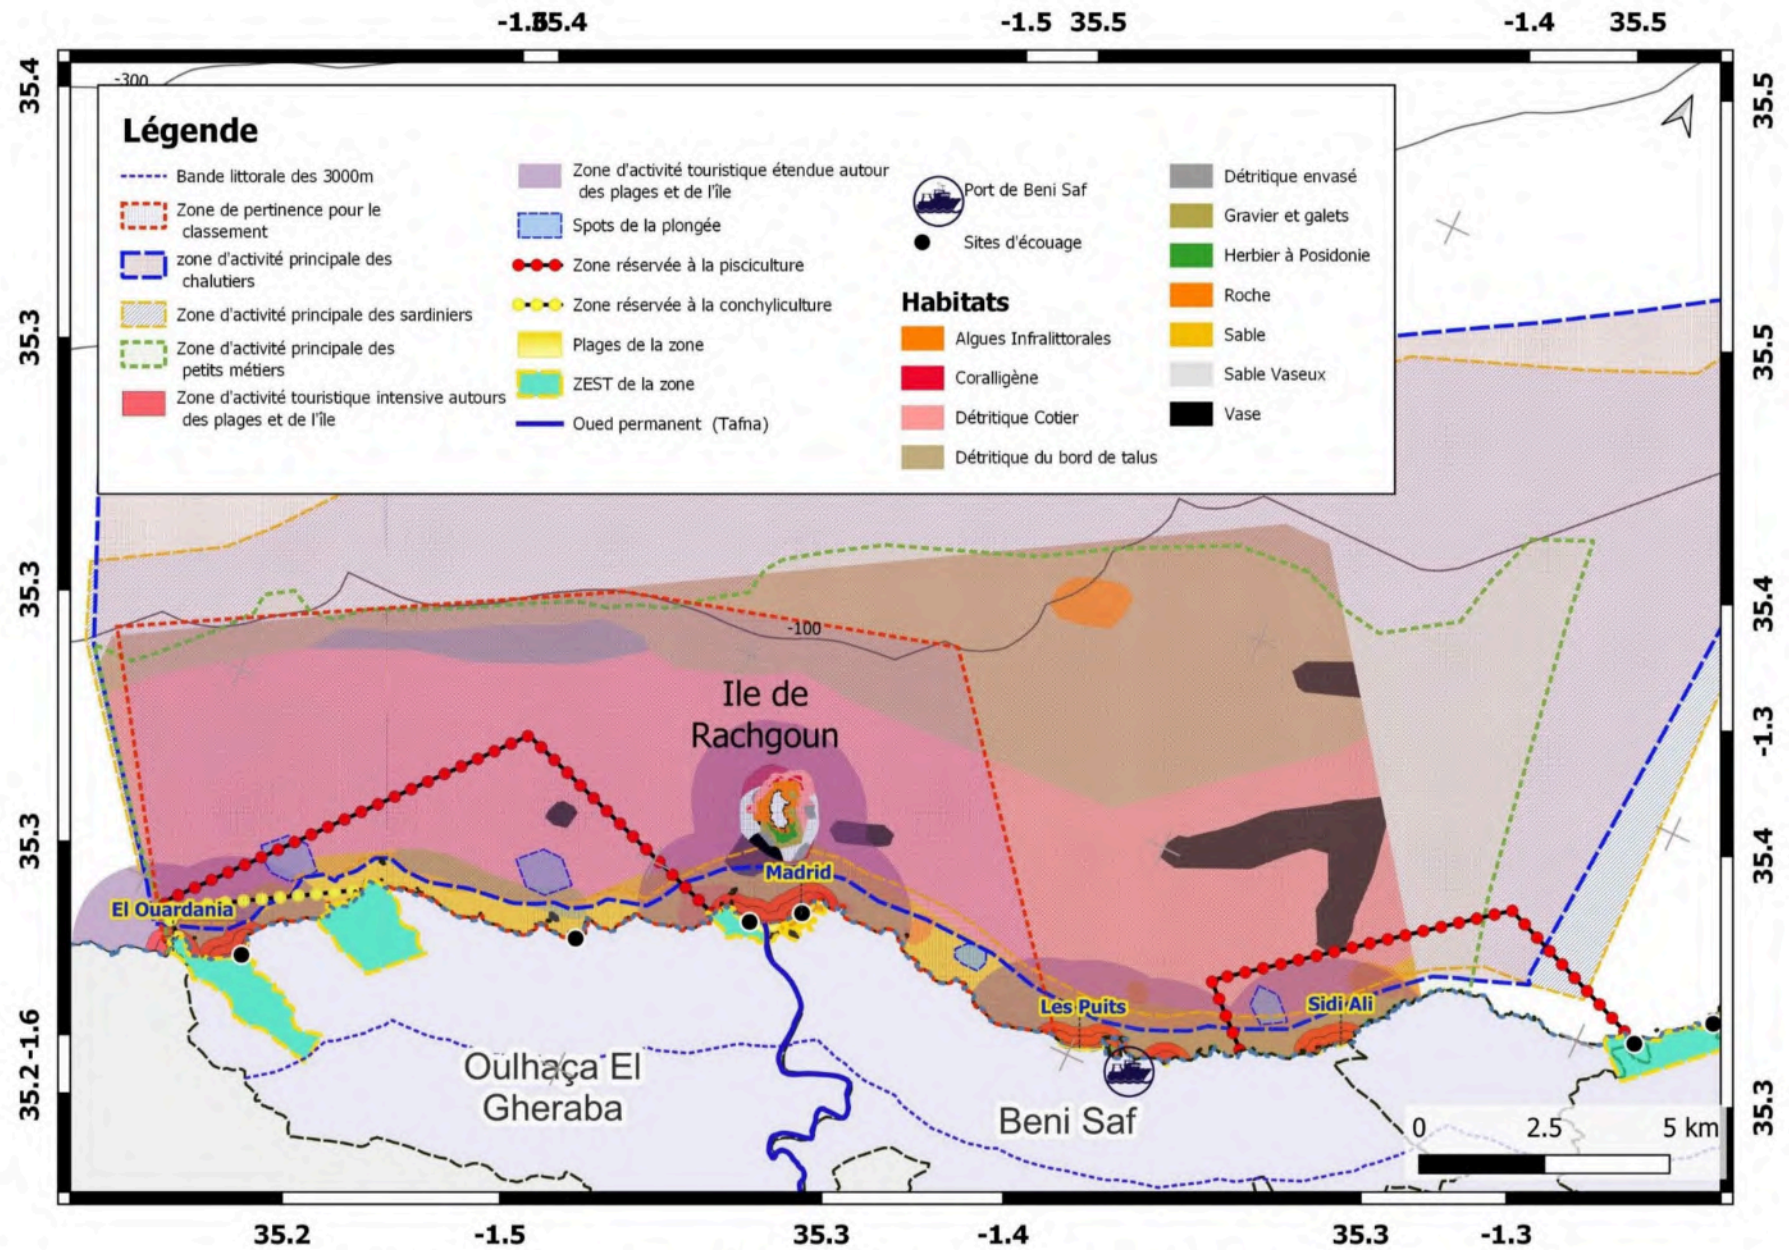 -1.5 35.5
-1.4 35.5
35.4
-300
35.5
Légende
Bande littorale des 3000m
Zone de pertinence pour le
classement
zone d'activité principale des
chalutiers
Zone d'activité principale des sardiniers
Zone d'activité principale des
petits métiers
Zone d'activité touristique intensive autours
des plages et de l'île
Zone d'activité touristique étendue autour
des plages et de l'île
Spots de la plongée
Zone réservée à la pisciculture
Zone réservée à la conchyliculture
Plages de la zone
ZEST de la zone
Oued permanent (Tafna)
Port de Beni Saf
Sites d'écouage
Habitats
Algues Infralittorales
Coralligène
Détritique Cotier
Détritique du bord de talus
Détritique envasé
Gravier et galets
Herbier à Posidonie
Roche
Sable
Sable Vaseux
Vase
35.3
35.5
35.3
35.4
-100
Ile de
Rachgoun
-1.3
35.3
35.4
Madrid
El Ouardania
Les Puits
Sidi Ali
-1.6
35.2
Oulhaça El
Gheraba
Beni Saf
35.3
0 2.5 5 km
35.2 -1.5 35.3 -1.4 35.3 -1.3